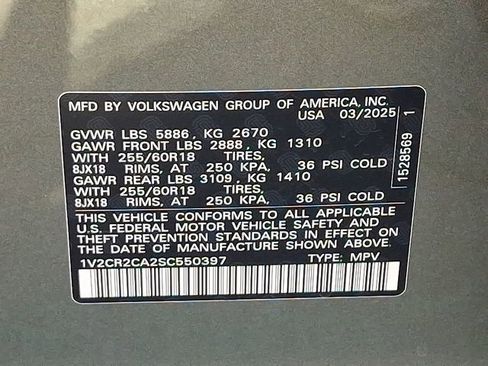 MFD BY VOLKSWAGEN GROUP OF AMERICA, INC.
USA 03/2025
GVWR LBS 5886, KG 2670
GAWR FRONT LBS 2888, KG 1310
WITH 255/60R18 TIRES,
8JX18 RIMS, AT 250 KPA, 36 PSI COLD
GAWR REAR LBS 3109, KG 1410
WITH 255/60R18 TIRES,
8JX18 RIMS, AT 250 KPA, 36 PSI COLD
THIS VEHICLE CONFORMS TO ALL APPLICABLE
U.S. FEDERAL MOTOR VEHICLE SAFETY AND
THEFT PREVENTION STANDARDS IN EFFECT ON THE
DATE OF MANUFACTURE SHOWN ABOVE.
1V2CR2CA2SC550397 TYPE: MPV
1528569 1